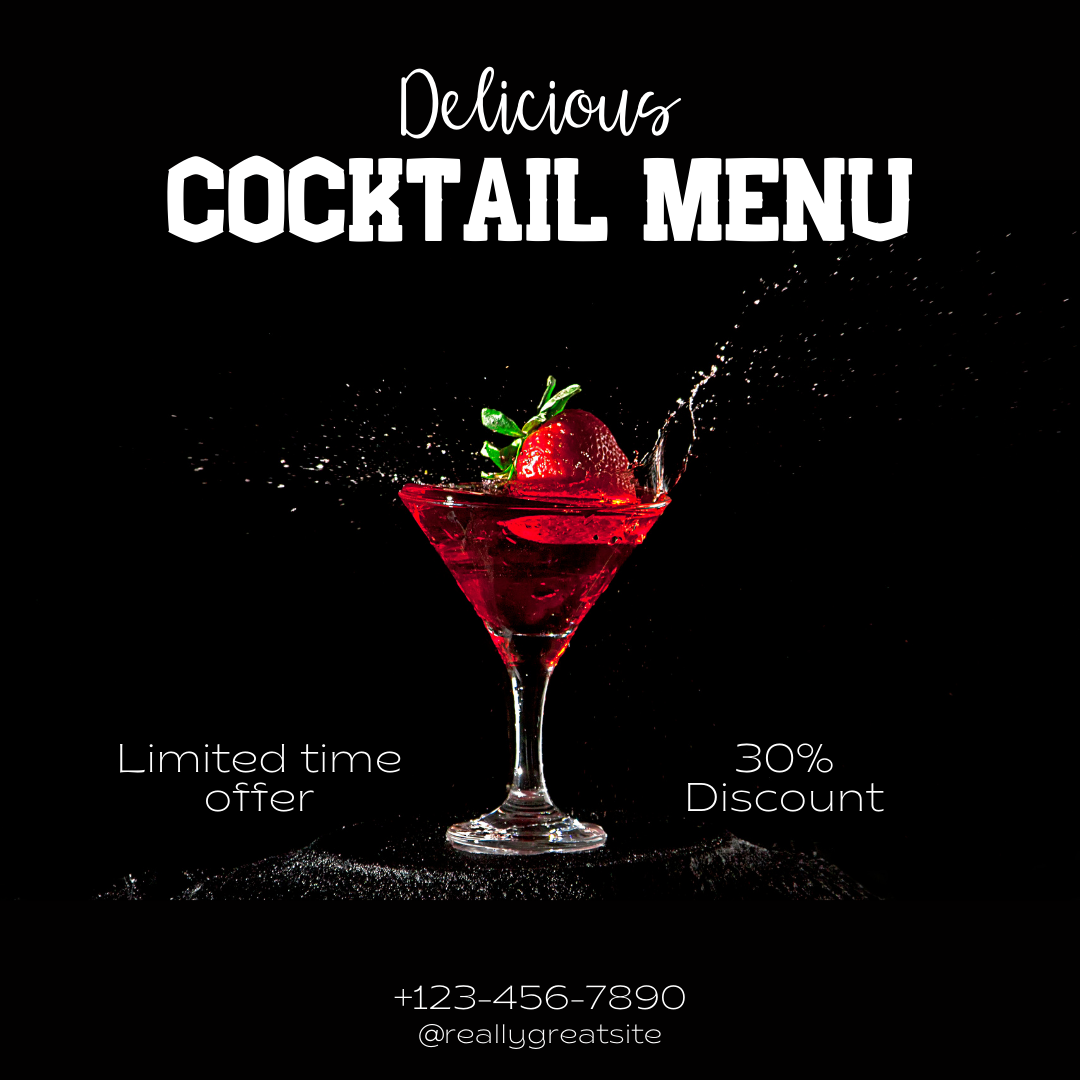 Delicious
COCKTAIL MENU
Limited time
offer
30%
Discount
+123-456-7890
@reallygreatsite